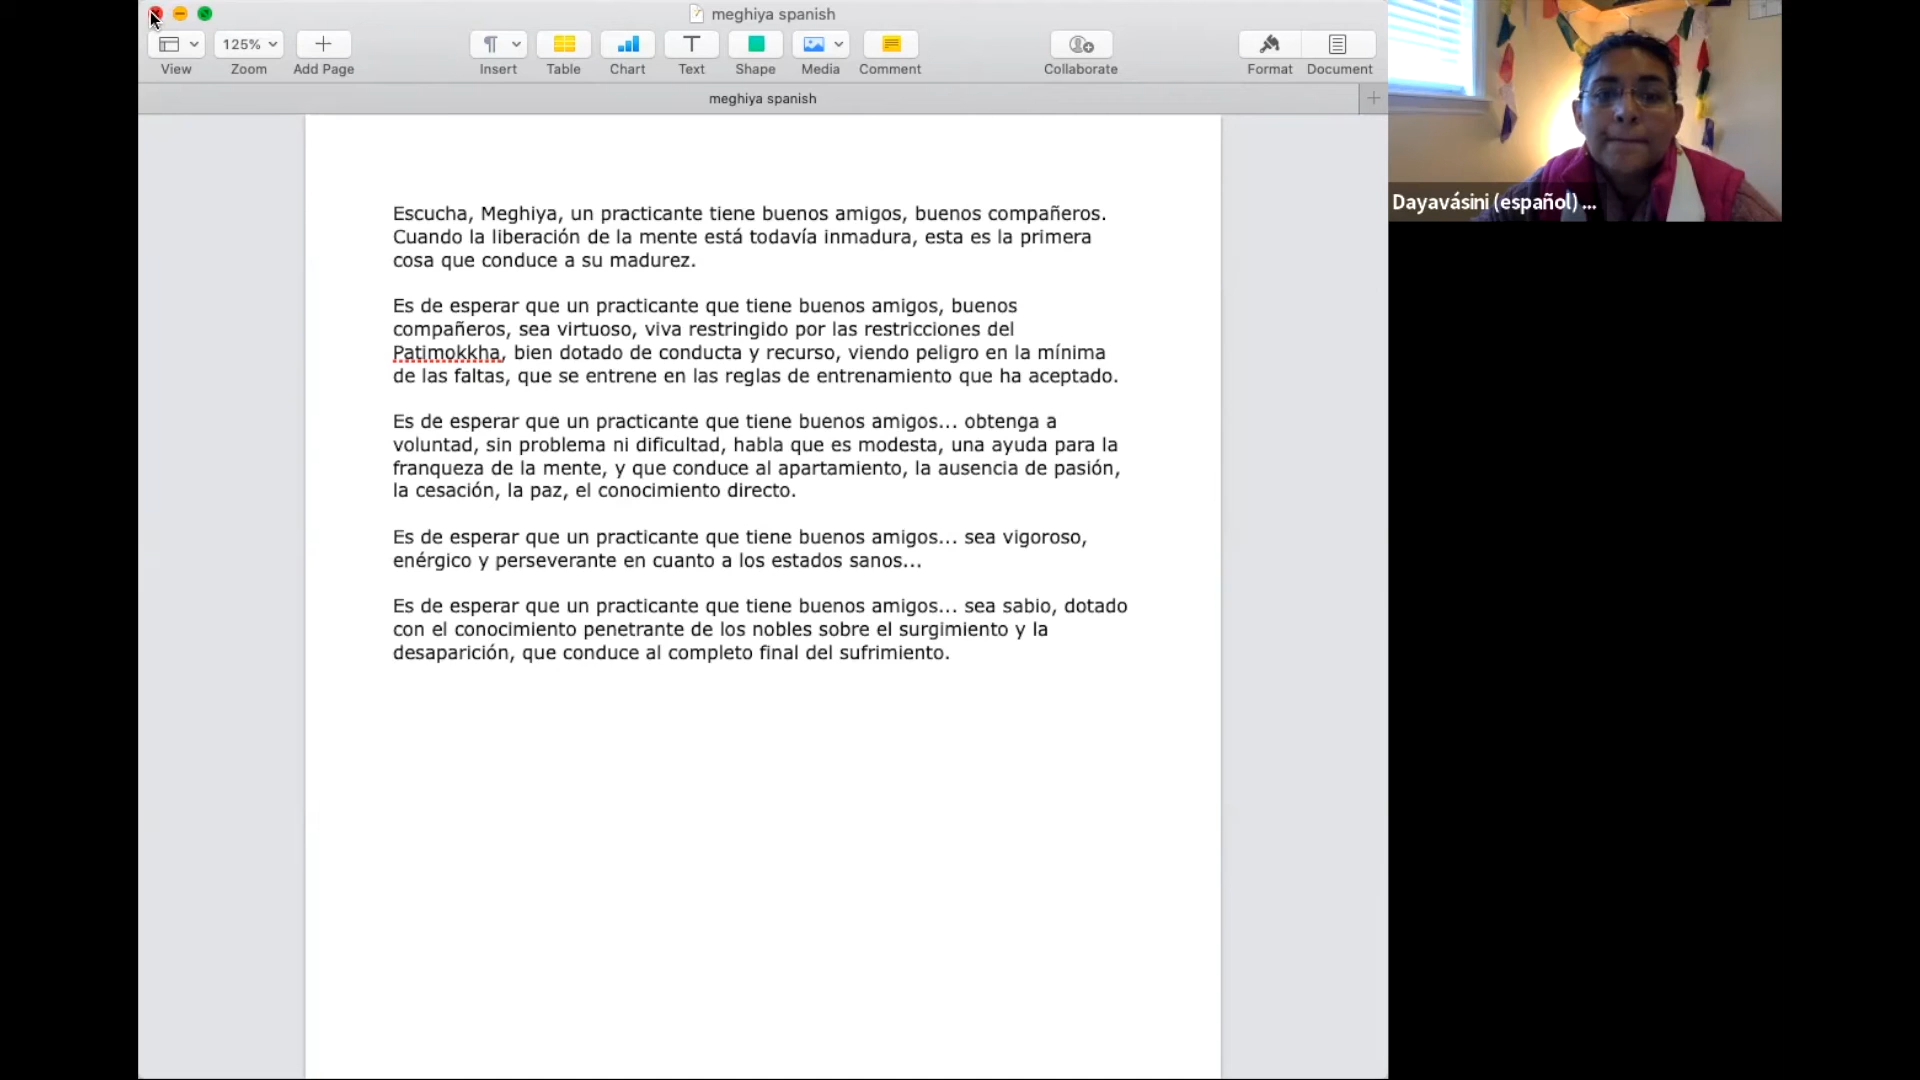 meghiya spanish
125%
View
Zoom
Add Page
Insert
Table
Chart
Text
Shape
Media
Comment
Collaborate
Format
Document
meghiya spanish
Escucha, Meghiya, un practicante tiene buenos amigos, buenos compañeros.
Cuando la liberación de la mente está todavía inmadura, esta es la primera
cosa que conduce a su madurez.
Es de esperar que un practicante que tiene buenos amigos, buenos
compañeros, sea virtuoso, viva restringido por las restricciones del
Patimokkha, bien dotado de conducta y recurso, viendo peligro en la mínima
de las faltas, que se entrene en las reglas de entrenamiento que ha aceptado.
Es de esperar que un practicante que tiene buenos amigos... obtenga a
voluntad, sin problema ni dificultad, habla que es modesta, una ayuda para la
franqueza de la mente, y que conduce al apartamiento, la ausencia de pasión,
la cesación, la paz, el conocimiento directo.
Es de esperar que un practicante que tiene buenos amigos... sea vigoroso,
enérgico y perseverante en cuanto a los estados sanos...
Es de esperar que un practicante que tiene buenos amigos... sea sabio, dotado
con el conocimiento penetrante de los nobles sobre el surgimiento y la
desaparición, que conduce al completo final del sufrimiento.
Dayavásini (español) ...